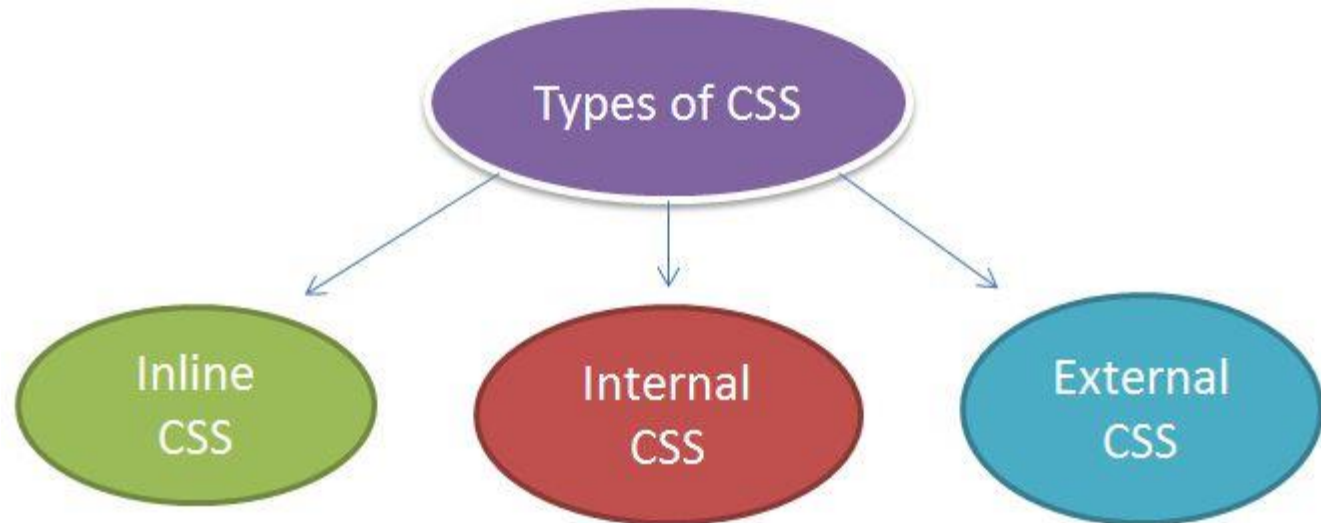 Types of CSS
Inline
CSS
Internal
CSS
External
CSS